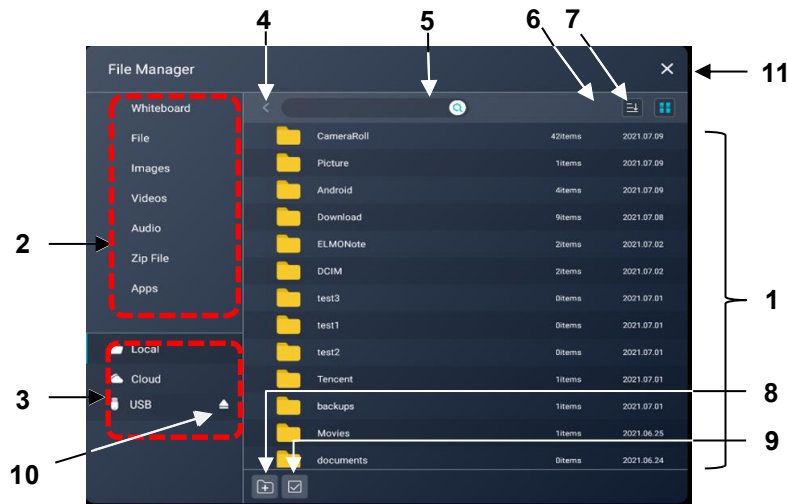 4 5 6 7
File Manager
11
Whiteboard
File
Images
Videos
Audio
Zip File
Apps
2
Local
Cloud
USB
3
10
CameraRoll 42items 2021.07.09
Picture 1items 2021.07.09
Android 4items 2021.07.09
Download 9items 2021.07.08
ELMONote 2items 2021.07.02
DCIM 2items 2021.07.02
test3 0items 2021.07.01
test1 0items 2021.07.01
test2 0items 2021.07.01
Tencent 1items 2021.07.01
backups 1items 2021.07.01
Movies 1items 2021.06.25
documents 0items 2021.06.24
1
8
9